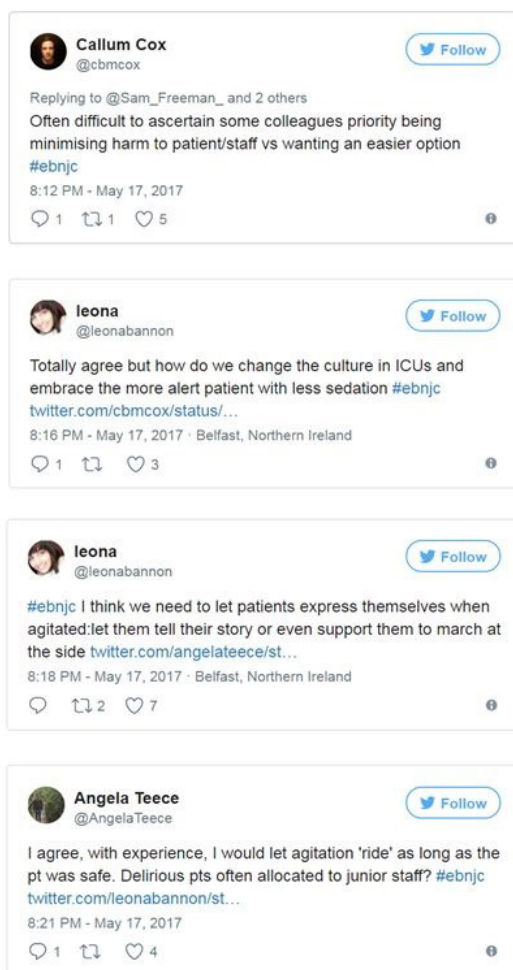 Callum Cox
Follow
@cbmcox
Replying to @Sam_Freeman_ and 2 others
Often difficult to ascertain some colleagues priority being
minimising harm to patient/staff vs wanting an easier option
#ebnjc
8:12 PM - May 17, 2017
1 1 5
leona
Follow
@leonabannon
Totally agree but how do we change the culture in ICUs and
embrace the more alert patient with less sedation #ebnjc
twitter.com/cbmcox/status/…
8:16 PM - May 17, 2017 · Belfast, Northern Ireland
1 3
leona
Follow
@leonabannon
#ebnjc I think we need to let patients express themselves when
agitated:let them tell their story or even support them to march at
the side twitter.com/angelateece/st…
8:18 PM - May 17, 2017 · Belfast, Northern Ireland
2 7
Angela Teece
Follow
@AngelaTeece
I agree, with experience, I would let agitation 'ride' as long as the
pt was safe. Delirious pts often allocated to junior staff? #ebnjc
twitter.com/leonabannon/st…
8:21 PM - May 17, 2017
1 4